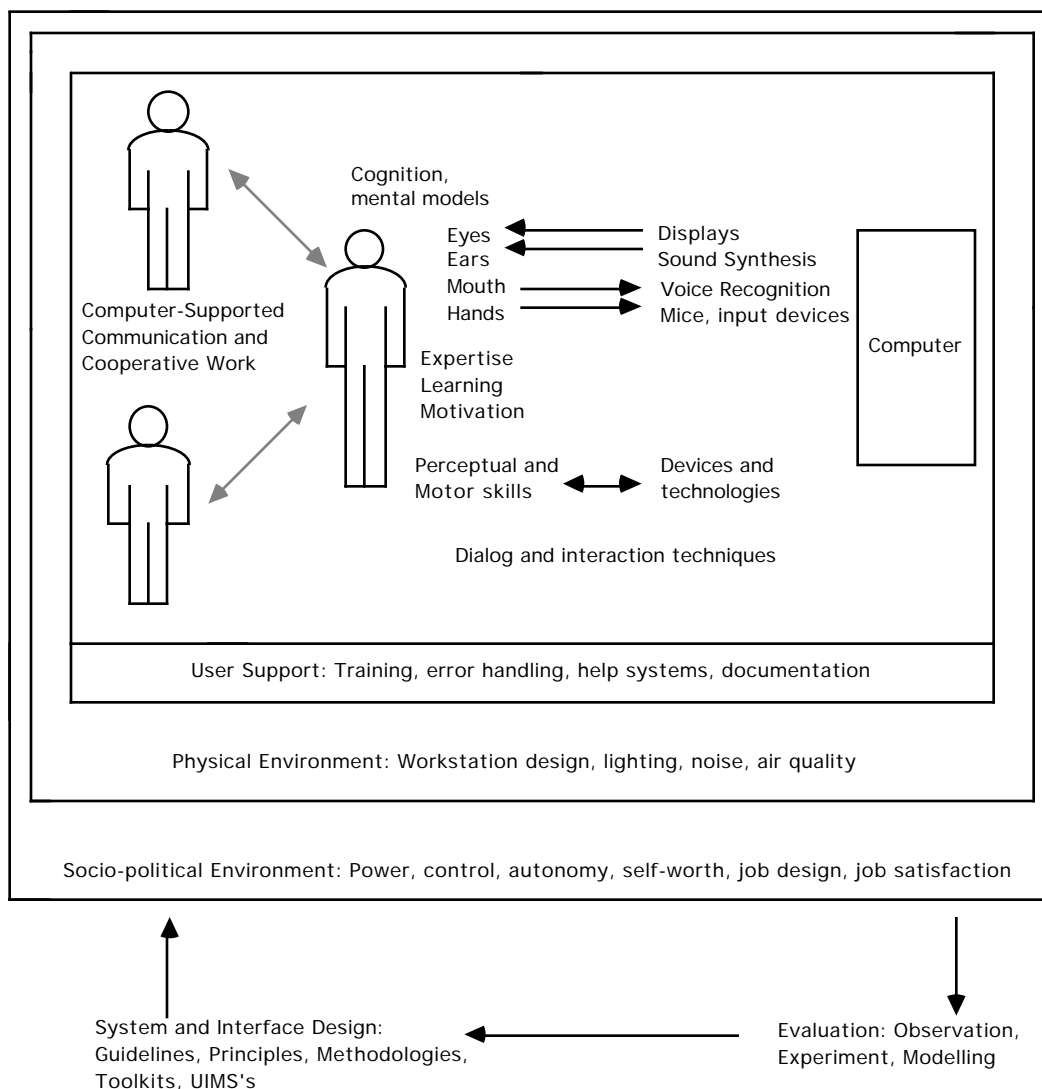 Cognition,
mental models
Eyes
Ears
Mouth
Hands
Displays
Sound Synthesis
Voice Recognition
Mice, input devices
Computer
Computer-Supported
Communication and
Cooperative Work
Expertise
Learning
Motivation
Perceptual and
Motor skills
Devices and
technologies
Dialog and interaction techniques
User Support: Training, error handling, help systems, documentation
Physical Environment: Workstation design, lighting, noise, air quality
Socio-political Environment: Power, control, autonomy, self-worth, job design, job satisfaction
System and Interface Design:
Guidelines, Principles, Methodologies,
Toolkits, UIMS's
Evaluation: Observation,
Experiment, Modelling